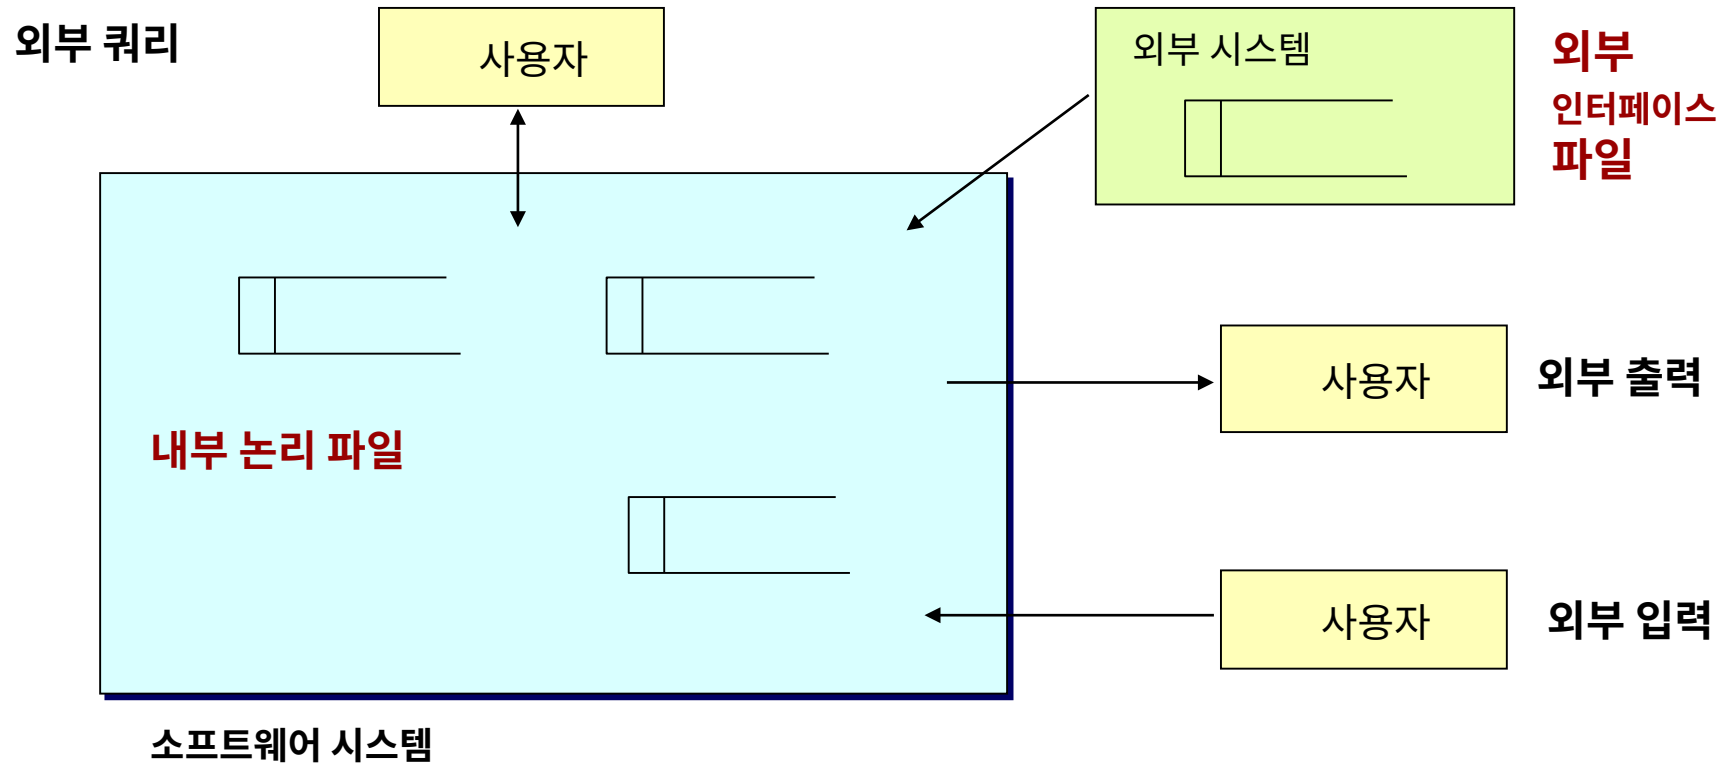 외부 쿼리
사용자
외부 시스템
외부
인터페이스
파일
사용자
외부 출력
내부 논리 파일
사용자
외부 입력
소프트웨어 시스템